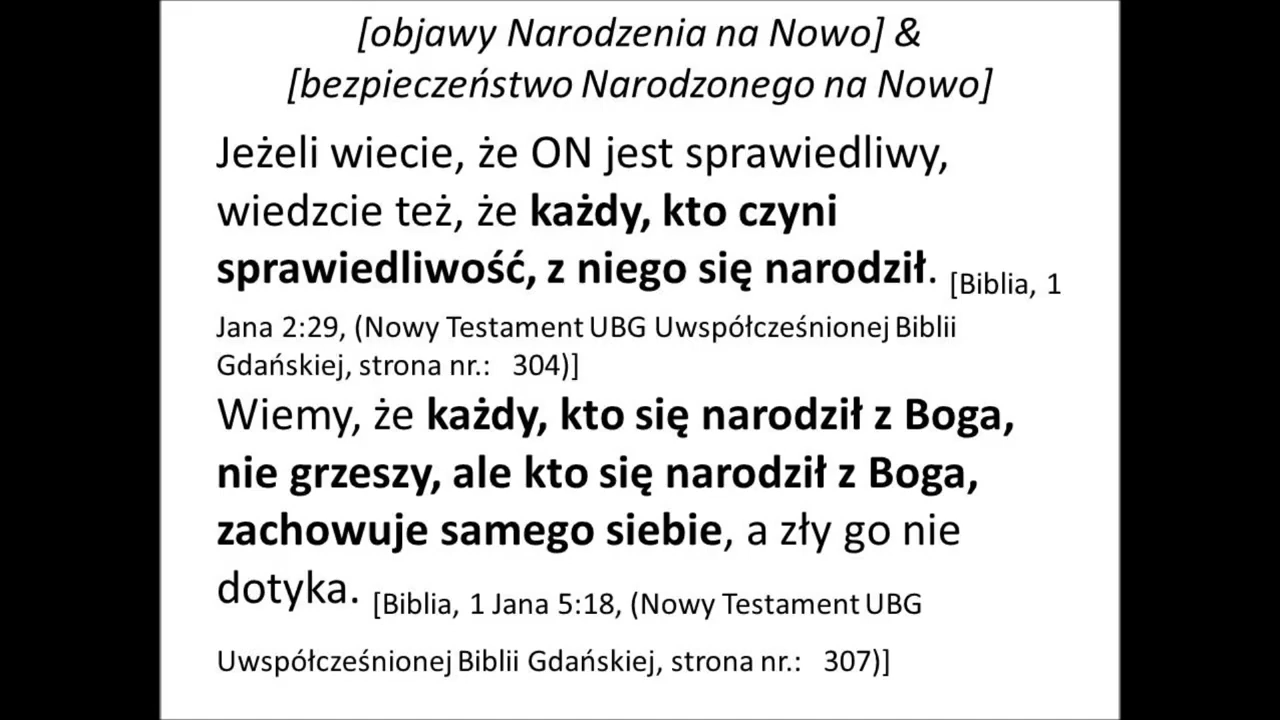 [objawy Narodzenia na Nowo] &
[bezpieczeństwo Narodzonego na Nowo]
Jeżeli wiecie, że ON jest sprawiedliwy,
wiedzcie też, że każdy, kto czyni
sprawiedliwość, z niego się narodził. [Biblia, 1
Jana 2:29, (Nowy Testament UBG Uwspółcześnionej Biblii
Gdańskiej, strona nr.: 304)]
Wiemy, że każdy, kto się narodził z Boga,
nie grzeszy, ale kto się narodził z Boga,
zachowuje samego siebie, a zły go nie
dotyka. [Biblia, 1 Jana 5:18, (Nowy Testament UBG
Uwspółcześnionej Biblii Gdańskiej, strona nr.: 307)]